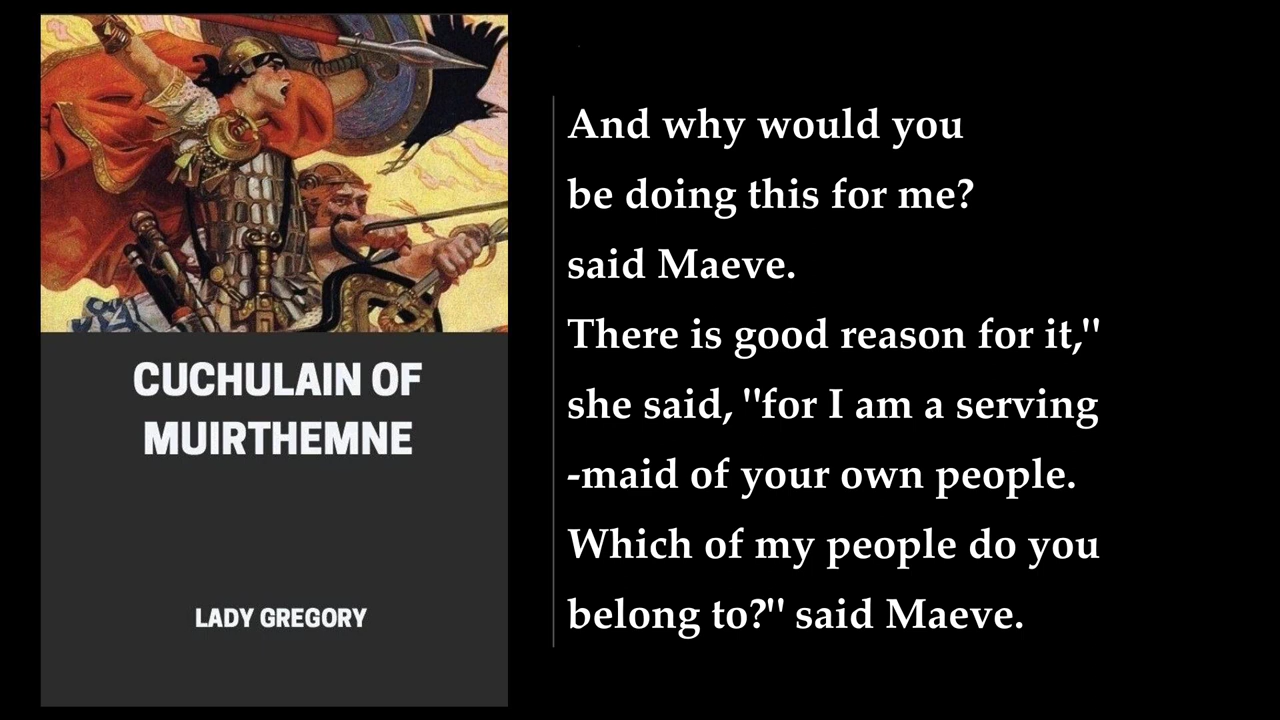 CUCHULAIN OF
MUIRTHEMNE
LADY GREGORY
And why would you
be doing this for me?
said Maeve.
There is good reason for it,"
she said, "for I am a serving
-maid of your own people.
Which of my people do you
belong to?" said Maeve.